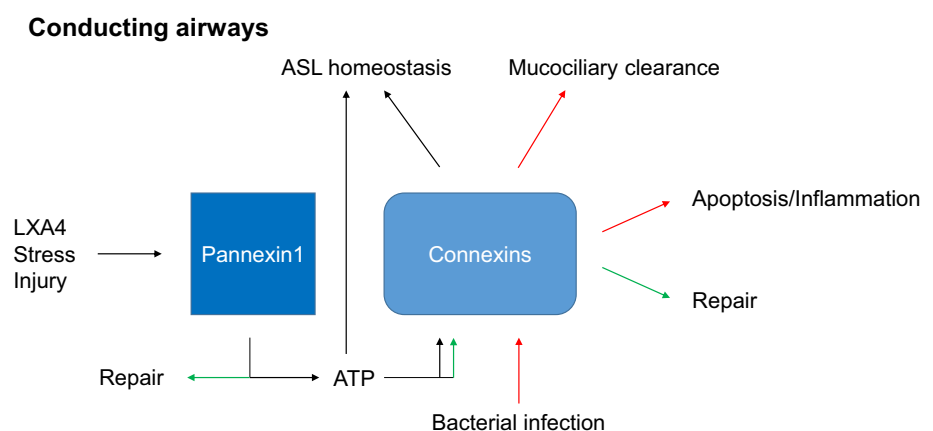 Conducting airways
ASL homeostasis
Mucociliary clearance
LXA4
Stress
Injury
Pannexin1
Connexins
Apoptosis/Inflammation
Repair
Repair
ATP
Bacterial infection